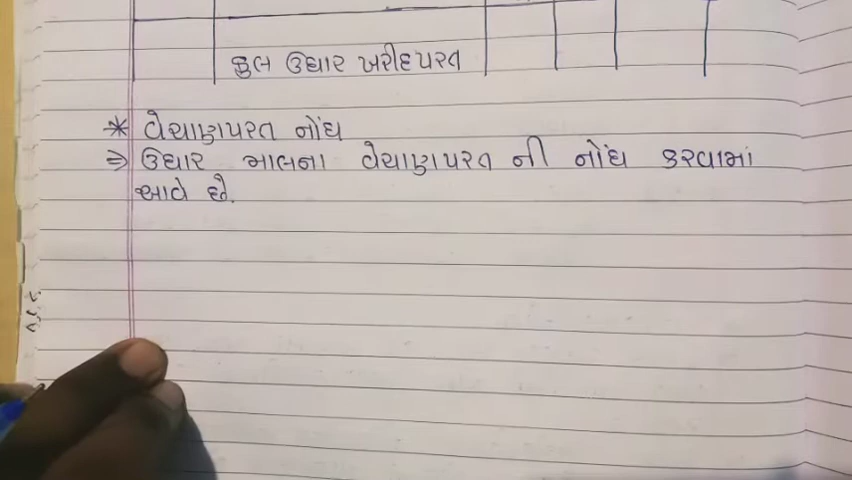 કુલ ઉધાર ખરીદપરત
* વેચાણપરત નોંધ
⇒ ઉધાર માલના વેચાણપરત ની નોંધ કરવામાં
આવે છે.